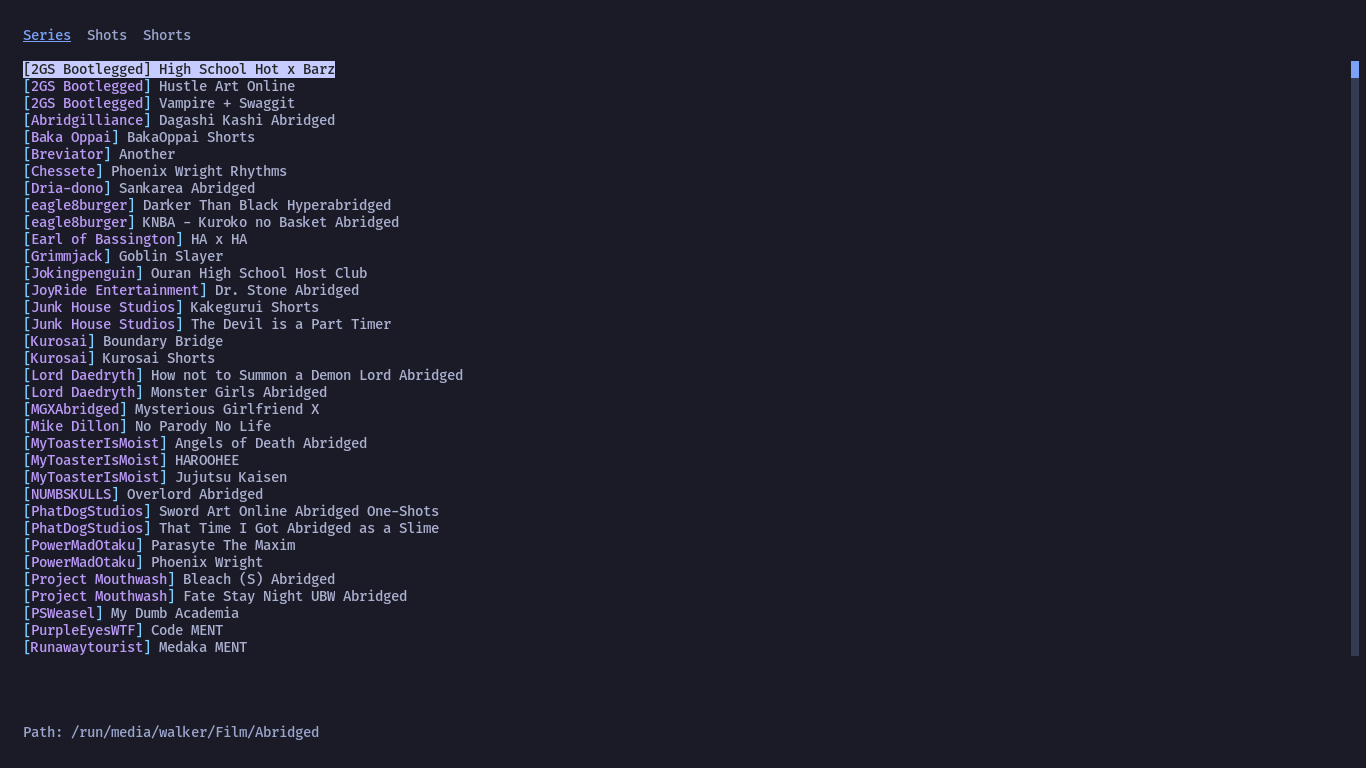 Series Shots Shorts
[2GS Bootlegged] High School Hot x Barz
[2GS Bootlegged] Hustle Art Online
[2GS Bootlegged] Vampire + Swaggit
[Abridgilliance] Dagashi Kashi Abridged
[Baka Oppai] BakaOppai Shorts
[Breviator] Another
[Chessete] Phoenix Wright Rhythms
[Dria-dono] Sankarea Abridged
[eagle8burger] Darker Than Black Hyperabridged
[eagle8burger] KNBA - Kuroko no Basket Abridged
[Earl of Bassington] HA x HA
[Grimmjack] Goblin Slayer
[Jokingpenguin] Ouran High School Host Club
[JoyRide Entertainment] Dr. Stone Abridged
[Junk House Studios] Kakegurui Shorts
[Junk House Studios] The Devil is a Part Timer
[Kurosai] Boundary Bridge
[Kurosai] Kurosai Shorts
[Lord Daedryth] How not to Summon a Demon Lord Abridged
[Lord Daedryth] Monster Girls Abridged
[MGXAbridged] Mysterious Girlfriend X
[Mike Dillon] No Parody No Life
[MyToasterIsMoist] Angels of Death Abridged
[MyToasterIsMoist] HAROOHEE
[MyToasterIsMoist] Jujutsu Kaisen
[NUMBSKULLS] Overlord Abridged
[PhatDogStudios] Sword Art Online Abridged One-Shots
[PhatDogStudios] That Time I Got Abridged as a Slime
[PowerMadOtaku] Parasyte The Maxim
[PowerMadOtaku] Phoenix Wright
[Project Mouthwash] Bleach (S) Abridged
[Project Mouthwash] Fate Stay Night UBW Abridged
[PSWeasel] My Dumb Academia
[PurpleEyesWTF] Code MENT
[Runawaytourist] Medaka MENT
Path: /run/media/walker/Film/Abridged